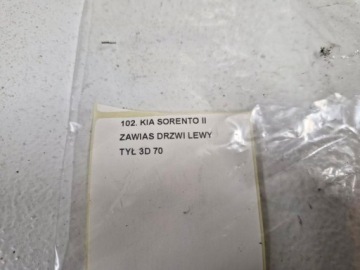 102. KIA SORENTO II
ZAWIAS DRZWI LEWY
TYŁ 3D 70